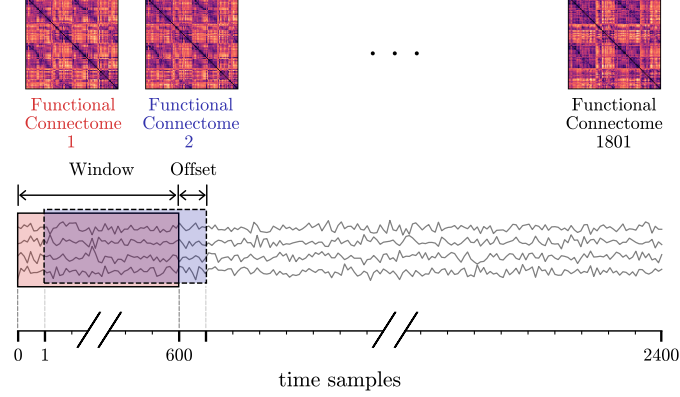 . . .
Functional
Connectome
1
Functional
Connectome
2
Functional
Connectome
1801
Window
Offset
0 1 600 2400
time samples